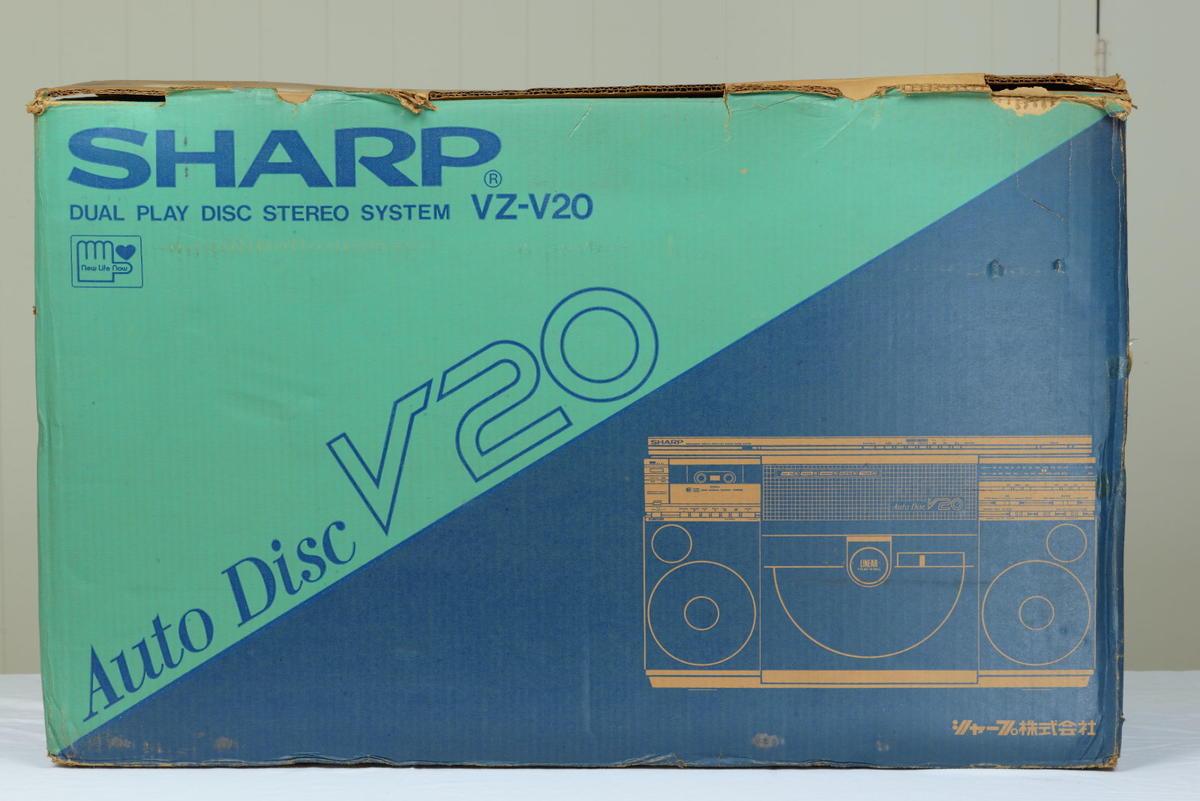 SHARP®
DUAL PLAY DISC STEREO SYSTEM VZ-V20
New Life Now
Auto Disc V20
SHARP
Auto Disc V20
LINEAR
シャープ株式会社